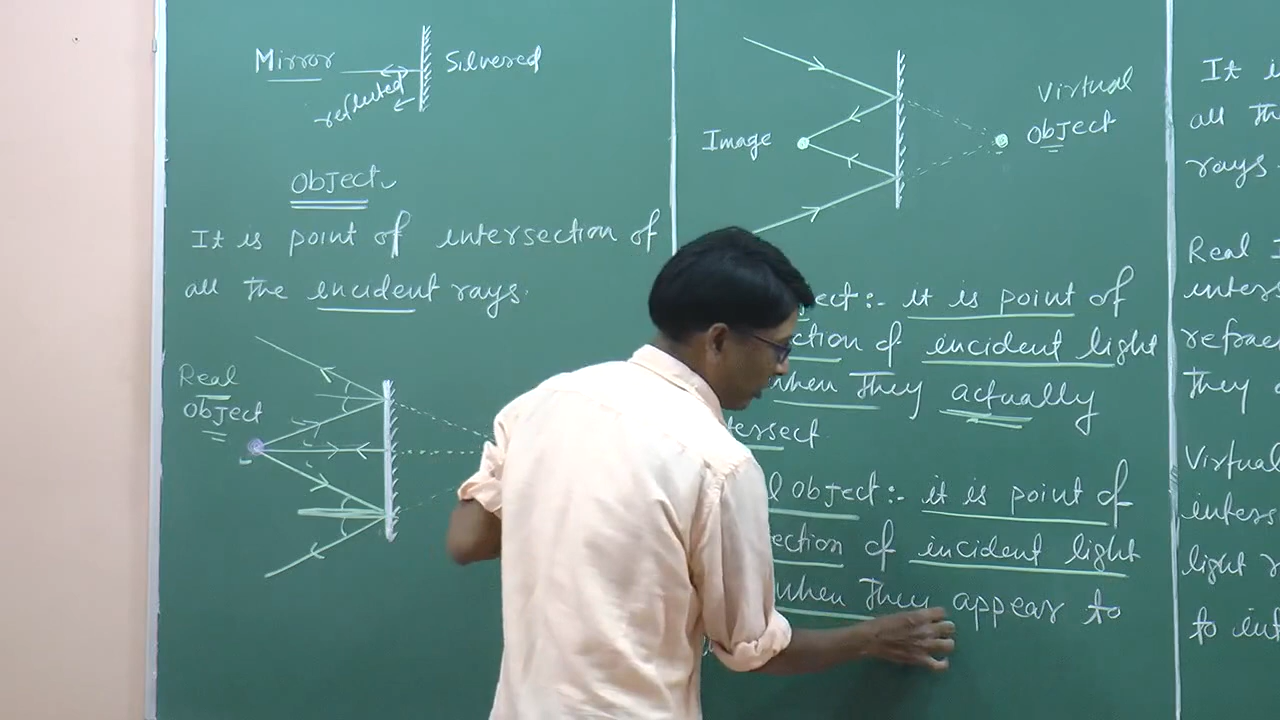 Mirror
Silvered
reflected
Object
It is point of intersection of
all the incident rays.
Real
Object
Virtual
Object
Image
ect :- it is point of
ction of incident light
when they actually
ersect
l object :- it is point of
ection of incident light
when they appear to
It i
all th
rays.
Real I
inters
refrac
they
Virtual
inters
light r
to int